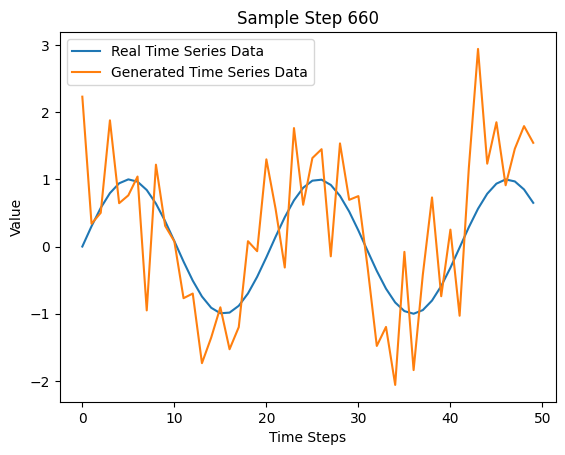 Sample Step 660
Real Time Series Data
Generated Time Series Data
Value
3
2
1
0
−1
−2
0
10
20
30
40
50
Time Steps